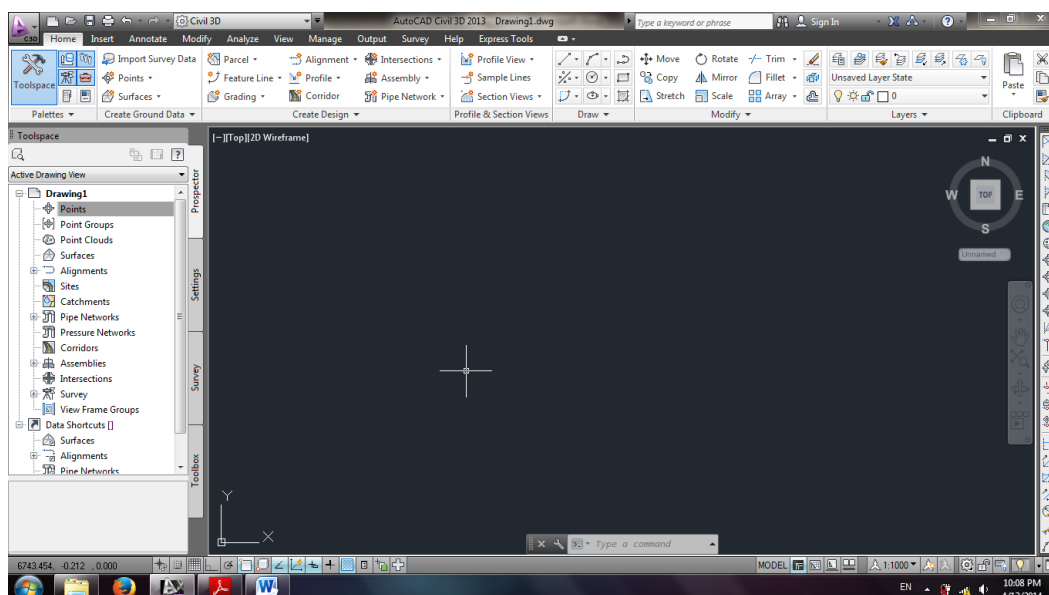 Civil 3D AutoCAD Civil 3D 2013 Drawing1.dwg Type a keyword or phrase Sign In
C3D Home Insert Annotate Modify Analyze View Manage Output Survey Help Express Tools
Import Survey Data Parcel Alignment Intersections Profile View Move Rotate Trim Unsaved Layer State
Toolspace Points Feature Line Profile Assembly Sample Lines Copy Mirror Fillet Paste
Surfaces Grading Corridor Pipe Network Section Views Stretch Scale Array 0
Palettes Create Ground Data Create Design Profile & Section Views Draw Modify Layers Clipboard
Toolspace
[−][Top][2D Wireframe]
Active Drawing View
Drawing1
Points
Point Groups
Point Clouds
Surfaces
Alignments
Sites
Catchments
Pipe Networks
Pressure Networks
Corridors
Assemblies
Intersections
Survey
View Frame Groups
Data Shortcuts []
Surfaces
Alignments
Pipe Networks
Prospector
Settings
Survey
Toolbox
N
W TOP E
S
Unnamed
Y
X
Type a command
6743.454, -0.212 , 0.000 MODEL 1:1000
EN 10:08 PM